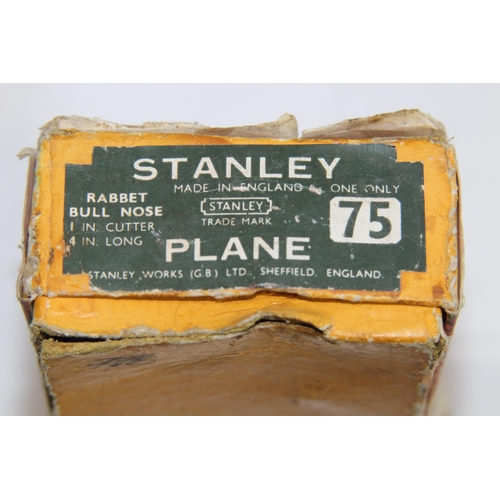 STANLEY
MADE IN ENGLAND & ONE ONLY
RABBET
BULL NOSE
1 IN. CUTTER
4 IN. LONG
STANLEY
TRADE MARK
75
PLANE
STANLEY WORKS (G.B) LTD., SHEFFIELD, ENGLAND.